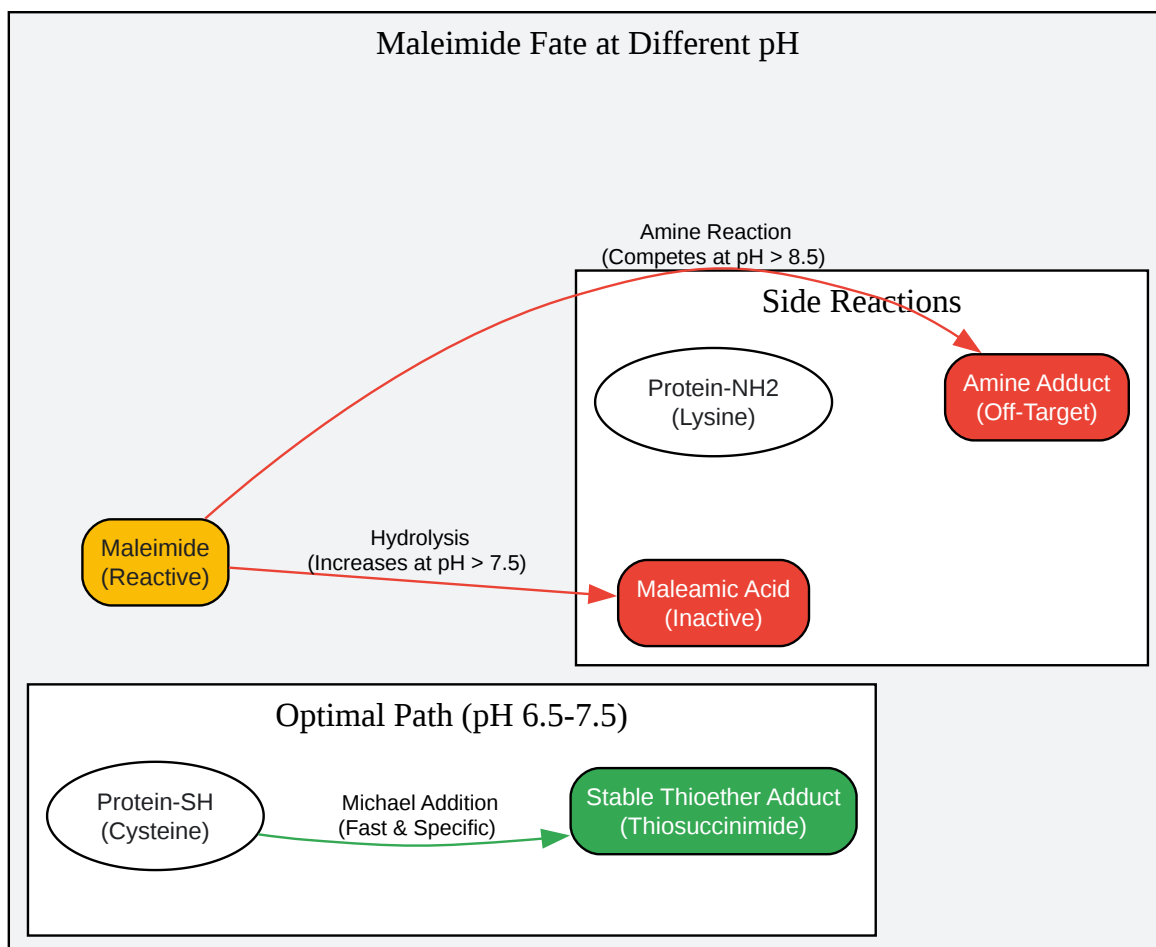 Maleimide Fate at Different pH
Amine Reaction
(Competes at pH > 8.5)
Side Reactions
Protein-NH2
(Lysine)
Amine Adduct
(Off-Target)
Maleimide
(Reactive)
Hydrolysis
(Increases at pH > 7.5)
Maleamic Acid
(Inactive)
Optimal Path (pH 6.5-7.5)
Protein-SH
(Cysteine)
Michael Addition
(Fast & Specific)
Stable Thioether Adduct
(Thiosuccinimide)